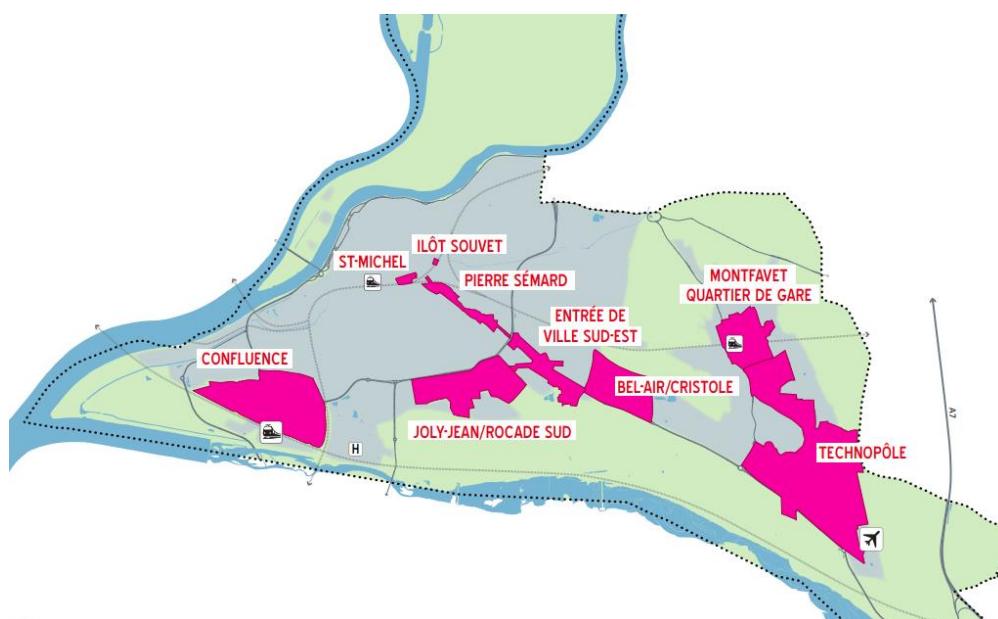 ILÔT SOUVET
ST-MICHEL
PIERRE SÉMARD
MONTFAVET
QUARTIER DE GARE
ENTRÉE DE
VILLE SUD-EST
CONFLUENCE
BEL-AIR/CRISTOLE
JOLY-JEAN/ROCADE SUD
H
TECHNOPÔLE
A7